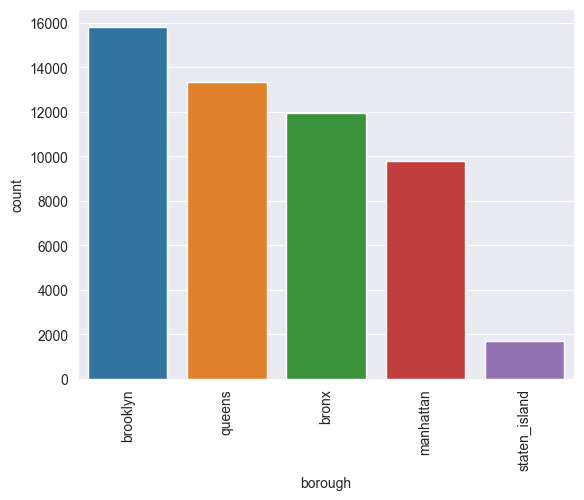 16000
14000
12000
10000
8000
6000
4000
2000
0
count
brooklyn
queens
bronx
manhattan
staten_island
borough